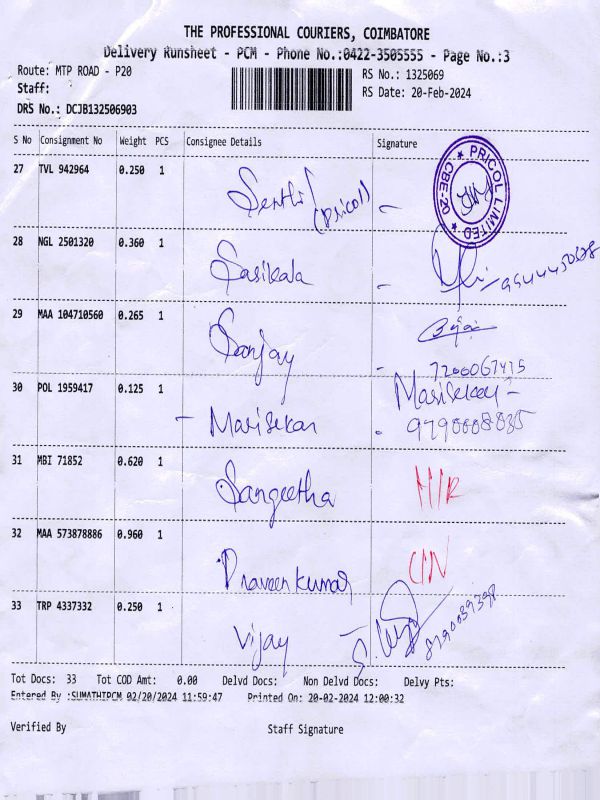 THE PROFESSIONAL COURIERS, COIMBATORE
Delivery Runsheet - PCM - Phone No.:0422-3505555 - Page No.:3
Route: MTP ROAD - P20
RS No.: 1325069
Staff:
RS Date: 20-Feb-2024
DRS No.: DCJB132506903
S No Consignment No Weight PCS Consignee Details Signature
27 TVL 942964 0.250 1 Senthil
(Pricol)
PRICOL LIMITED
CBE-20
28 NGL 2501320 0.360 1 Sasikala
29 MAA 104710560 0.265 1 Sanjay
7200067415
30 POL 1959417 0.125 1 - Marisekar Marisekar -
9790008835
31 MBI 71852 0.620 1 Sangeetha
32 MAA 573878886 0.960 1 Praveen kumar
33 TRP 4337332 0.250 1 Vijay
Tot Docs: 33 Tot COD Amt: 0.00 Delvd Docs: Non Delvd Docs: Delvy Pts:
Entered By :SUMATHIPCM 02/20/2024 11:59:47 Printed On: 20-02-2024 12:00:32
Verified By Staff Signature